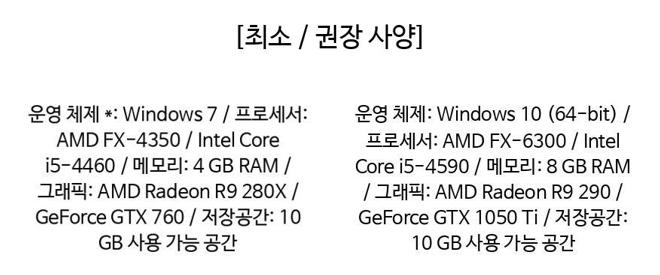 [최소 / 권장 사양]
운영 체제 *: Windows 7 / 프로세서:
AMD FX-4350 / Intel Core
i5-4460 / 메모리: 4 GB RAM /
그래픽: AMD Radeon R9 280X /
GeForce GTX 760 / 저장공간: 10
GB 사용 가능 공간
운영 체제: Windows 10 (64-bit) /
프로세서: AMD FX-6300 / Intel
Core i5-4590 / 메모리: 8 GB RAM
/ 그래픽: AMD Radeon R9 290 /
GeForce GTX 1050 Ti / 저장공간:
10 GB 사용 가능 공간